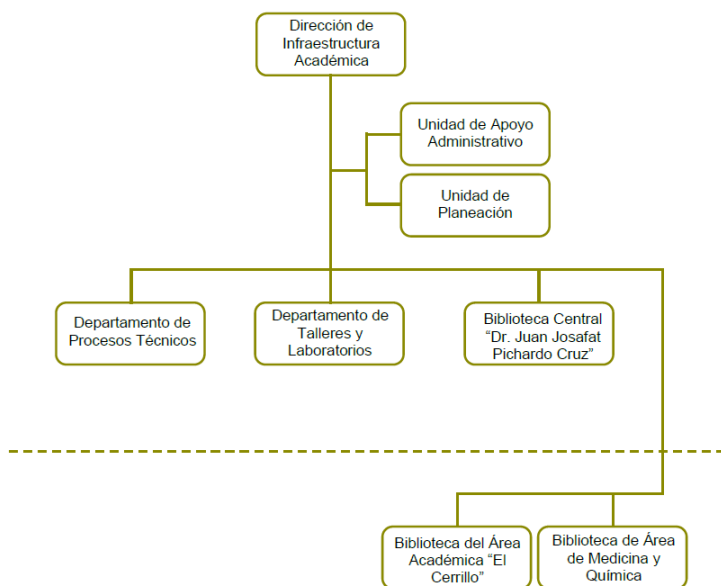 Dirección de
Infraestructura
Académica
Unidad de Apoyo
Administrativo
Unidad de
Planeación
Departamento de
Procesos Técnicos
Departamento de
Talleres y
Laboratorios
Biblioteca Central
“Dr. Juan Josafat
Pichardo Cruz”
Biblioteca del Área
Académica “El
Cerrillo”
Biblioteca de Área
de Medicina y
Química